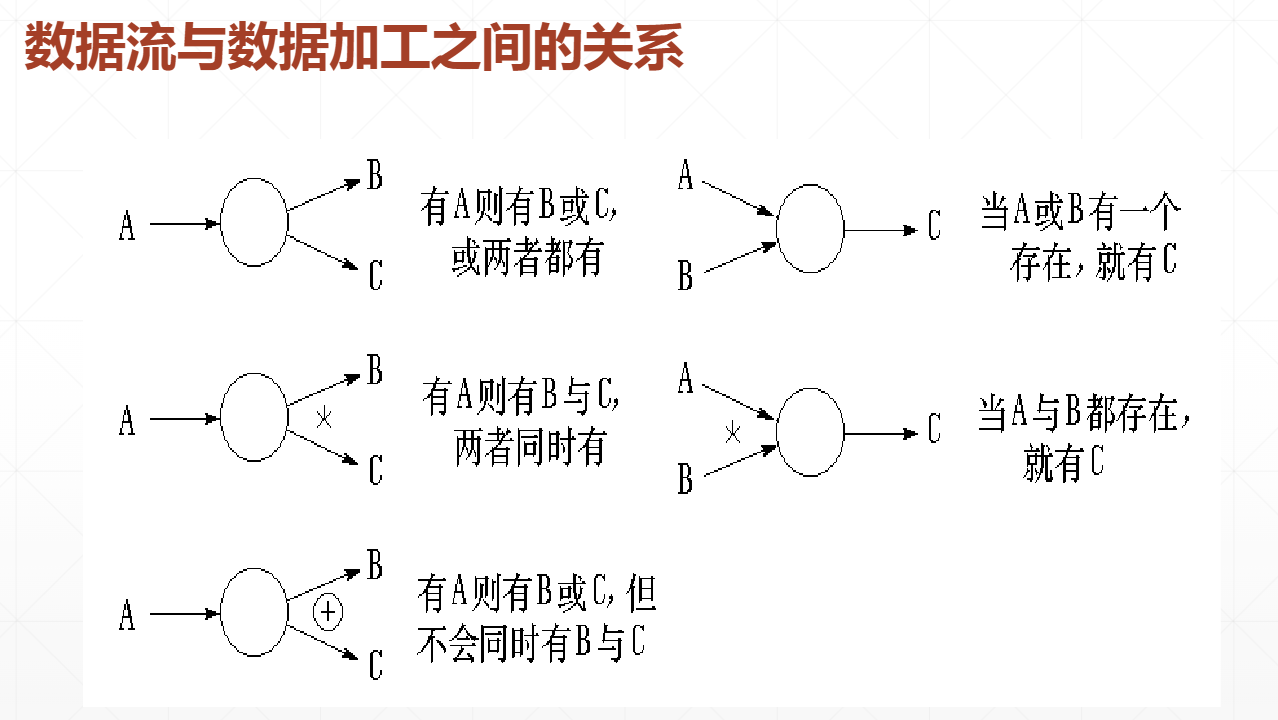 数据流与数据加工之间的关系
A
B
C
有A则有B或C,
或两者都有
A
B
C
当A或B有一个
存在,就有C
A
B
*
C
有A则有B与C,
两者同时有
A
*
B
C
当A与B都存在,
就有C
A
B
+
C
有A则有B或C,但
不会同时有B与C